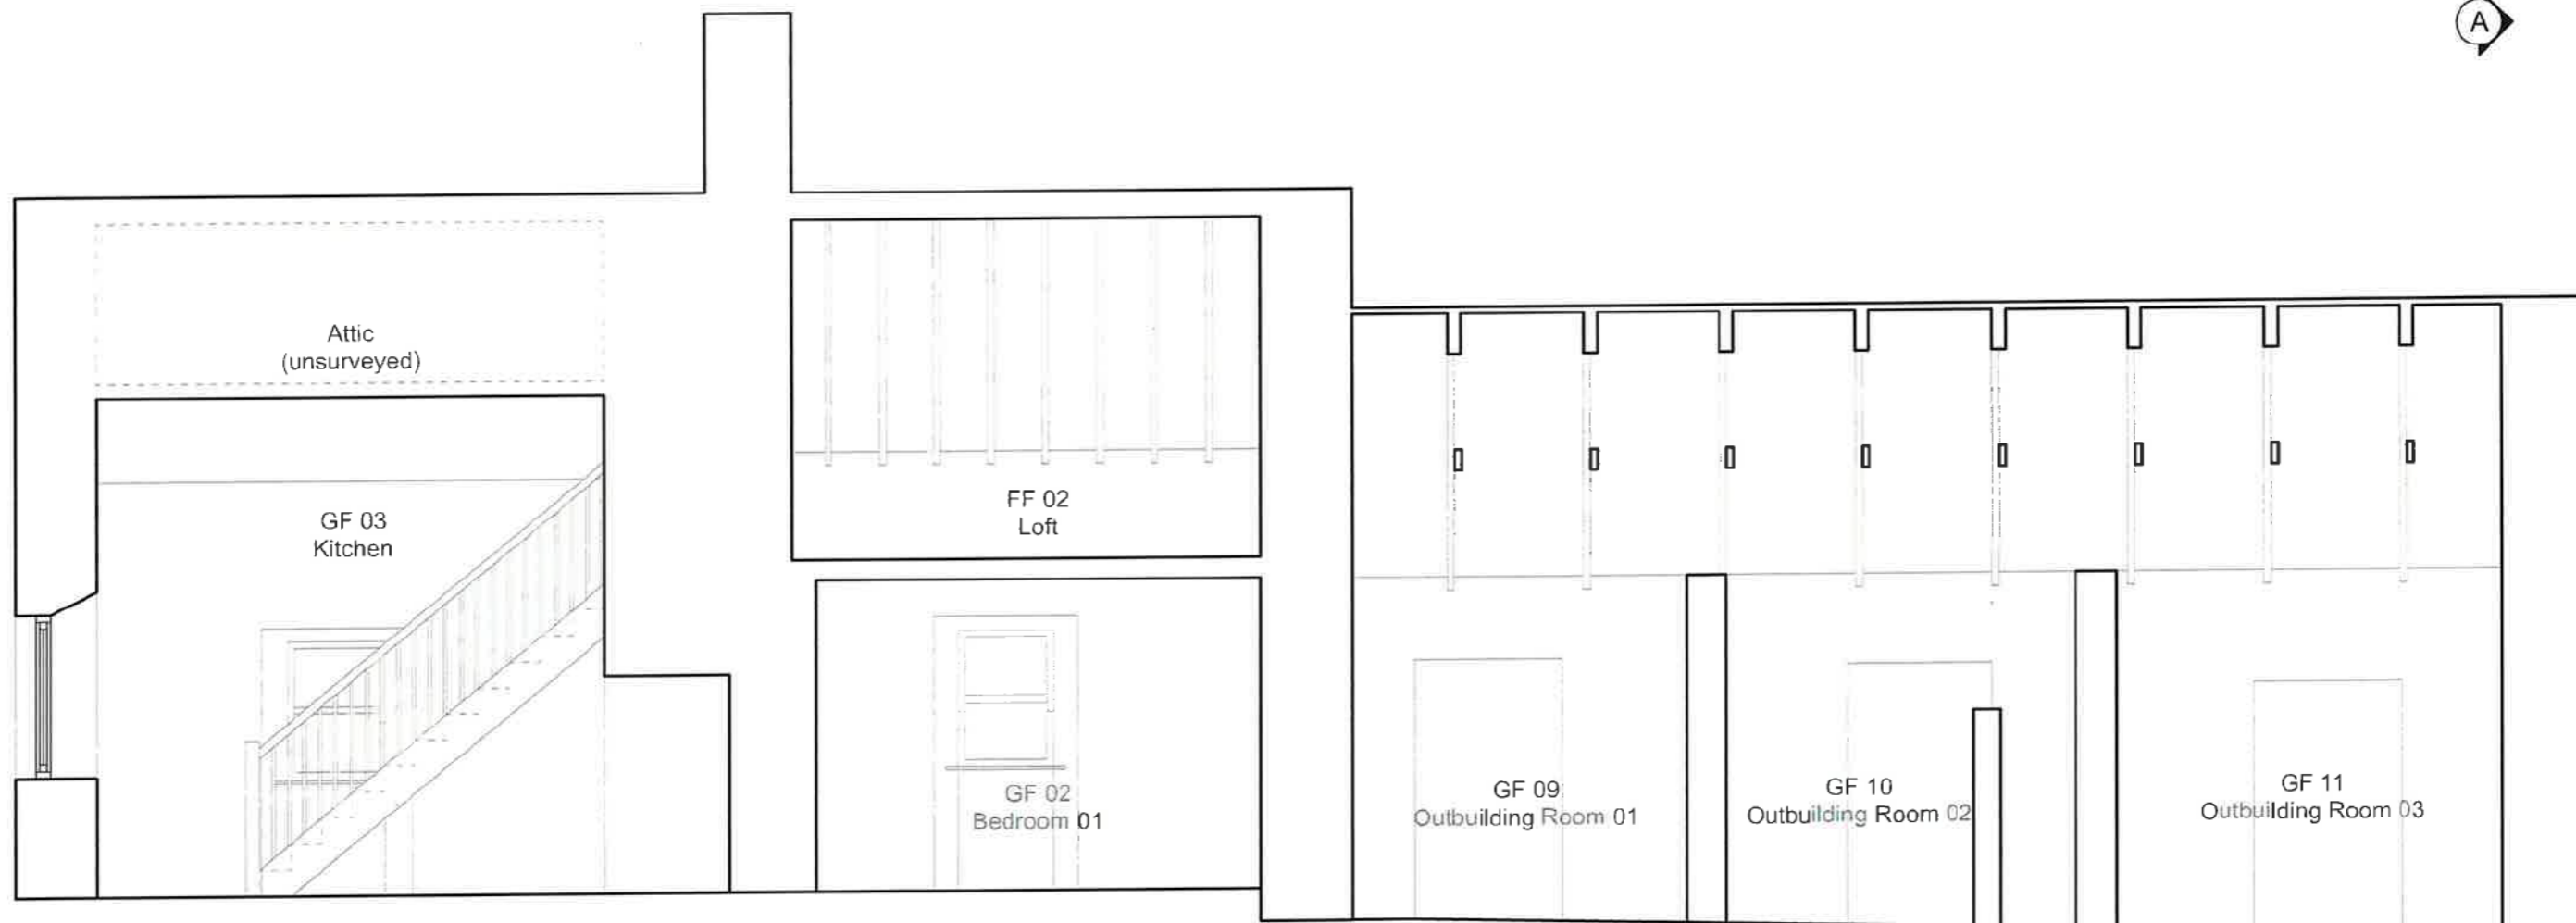 A
Attic
(unsurveyed)
GF 03
Kitchen
FF 02
Loft
GF 02
Bedroom 01
GF 09
Outbuilding Room 01
GF 10
Outbuilding Room 02
GF 11
Outbuilding Room 03